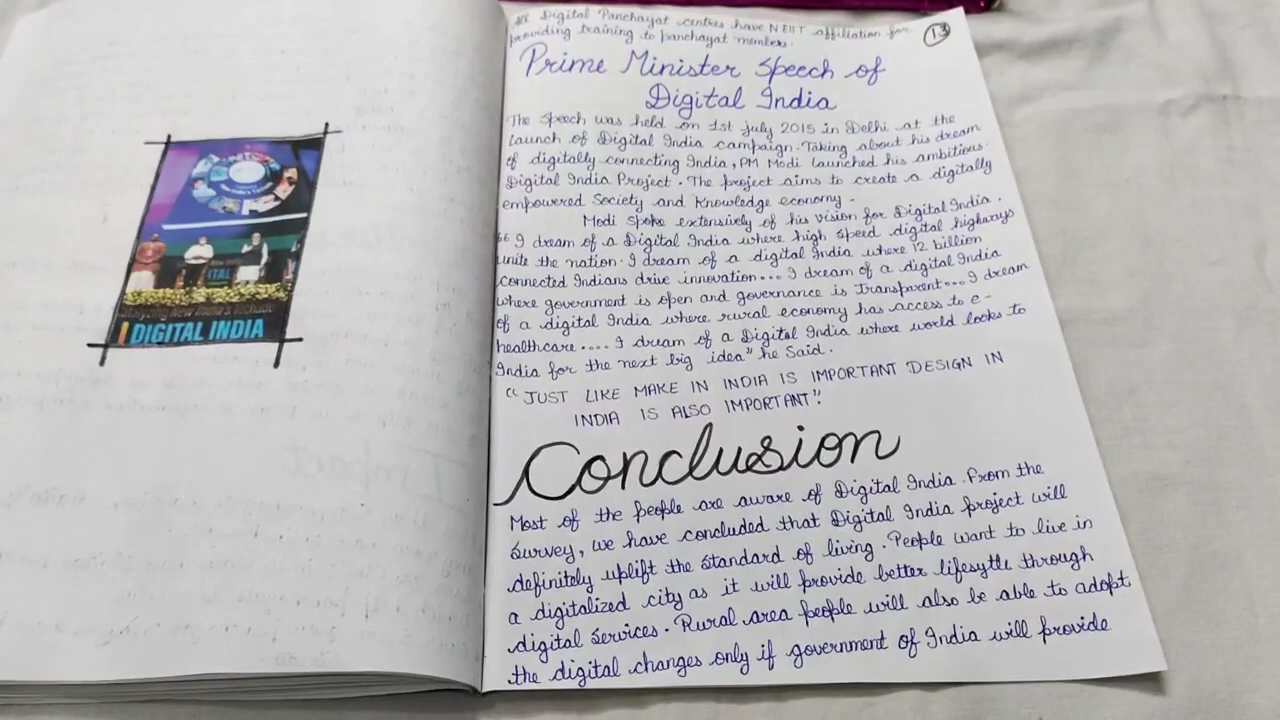 DIGITAL INDIA
All Digital Panchayat centres have NEIIT affiliation for
providing training to panchayat members.
13
Prime Minister Speech of
Digital India
The speech was held on 1st july 2015 in Delhi at the
launch of Digital India campaign. Taking about his dream
of digitally connecting India, PM Modi launched his ambitious
Digital India Project. The project aims to create a digitally
empowered Society and Knowledge economy.
Modi spoke extensively of his vision for Digital India.
"I dream of a Digital India where high speed digital highways
unite the nation. I dream of a digital India where 12 billion
connected Indians drive innovation.... I dream of a digital India
where government is open and governance is transparent.... I dream
of a digital India where rural economy has access to e-
healthcare .... I dream of a Digital India where world looks to
India for the next big idea" he Said.
"JUST LIKE MAKE IN INDIA IS IMPORTANT DESIGN IN
INDIA IS ALSO IMPORTANT".
Conclusion
Most of the people are aware of Digital India. From the
survey, we have concluded that Digital India project will
definitely uplift the standard of living. People want to live in
a digitalized city as it will provide better lifesytle through
digital services. Rural area people will also be able to adopt
the digital changes only if government of India will provide